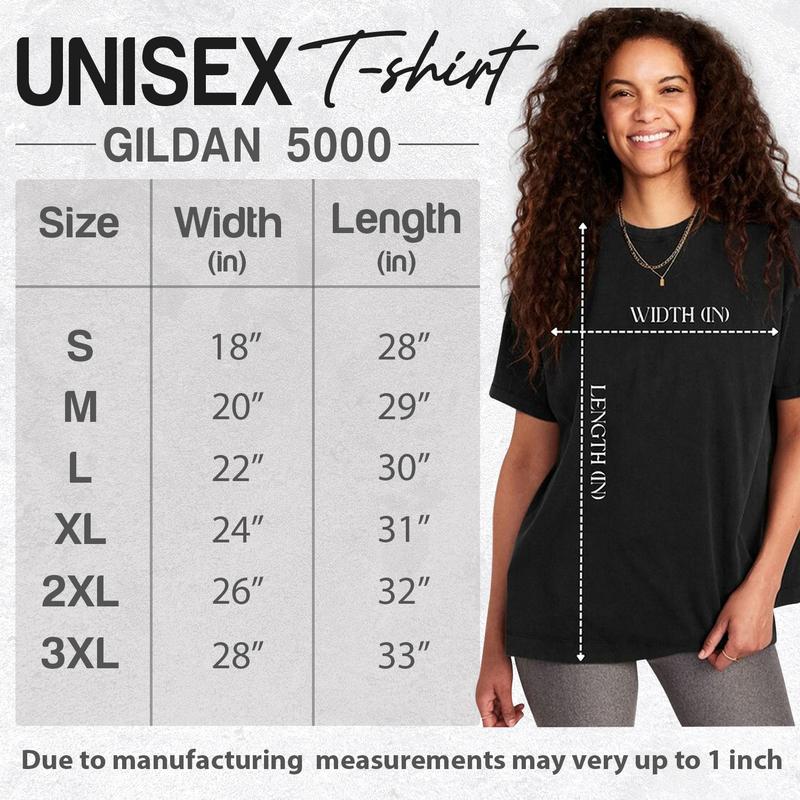 UNISEX T-shirt
GILDAN 5000
Size Width (in) Length (in)
S 18” 28”
M 20” 29”
L 22” 30”
XL 24” 31”
2XL 26” 32”
3XL 28” 33”
WIDTH (IN)
LENGTH (IN)
Due to manufacturing measurements may very up to 1 inch